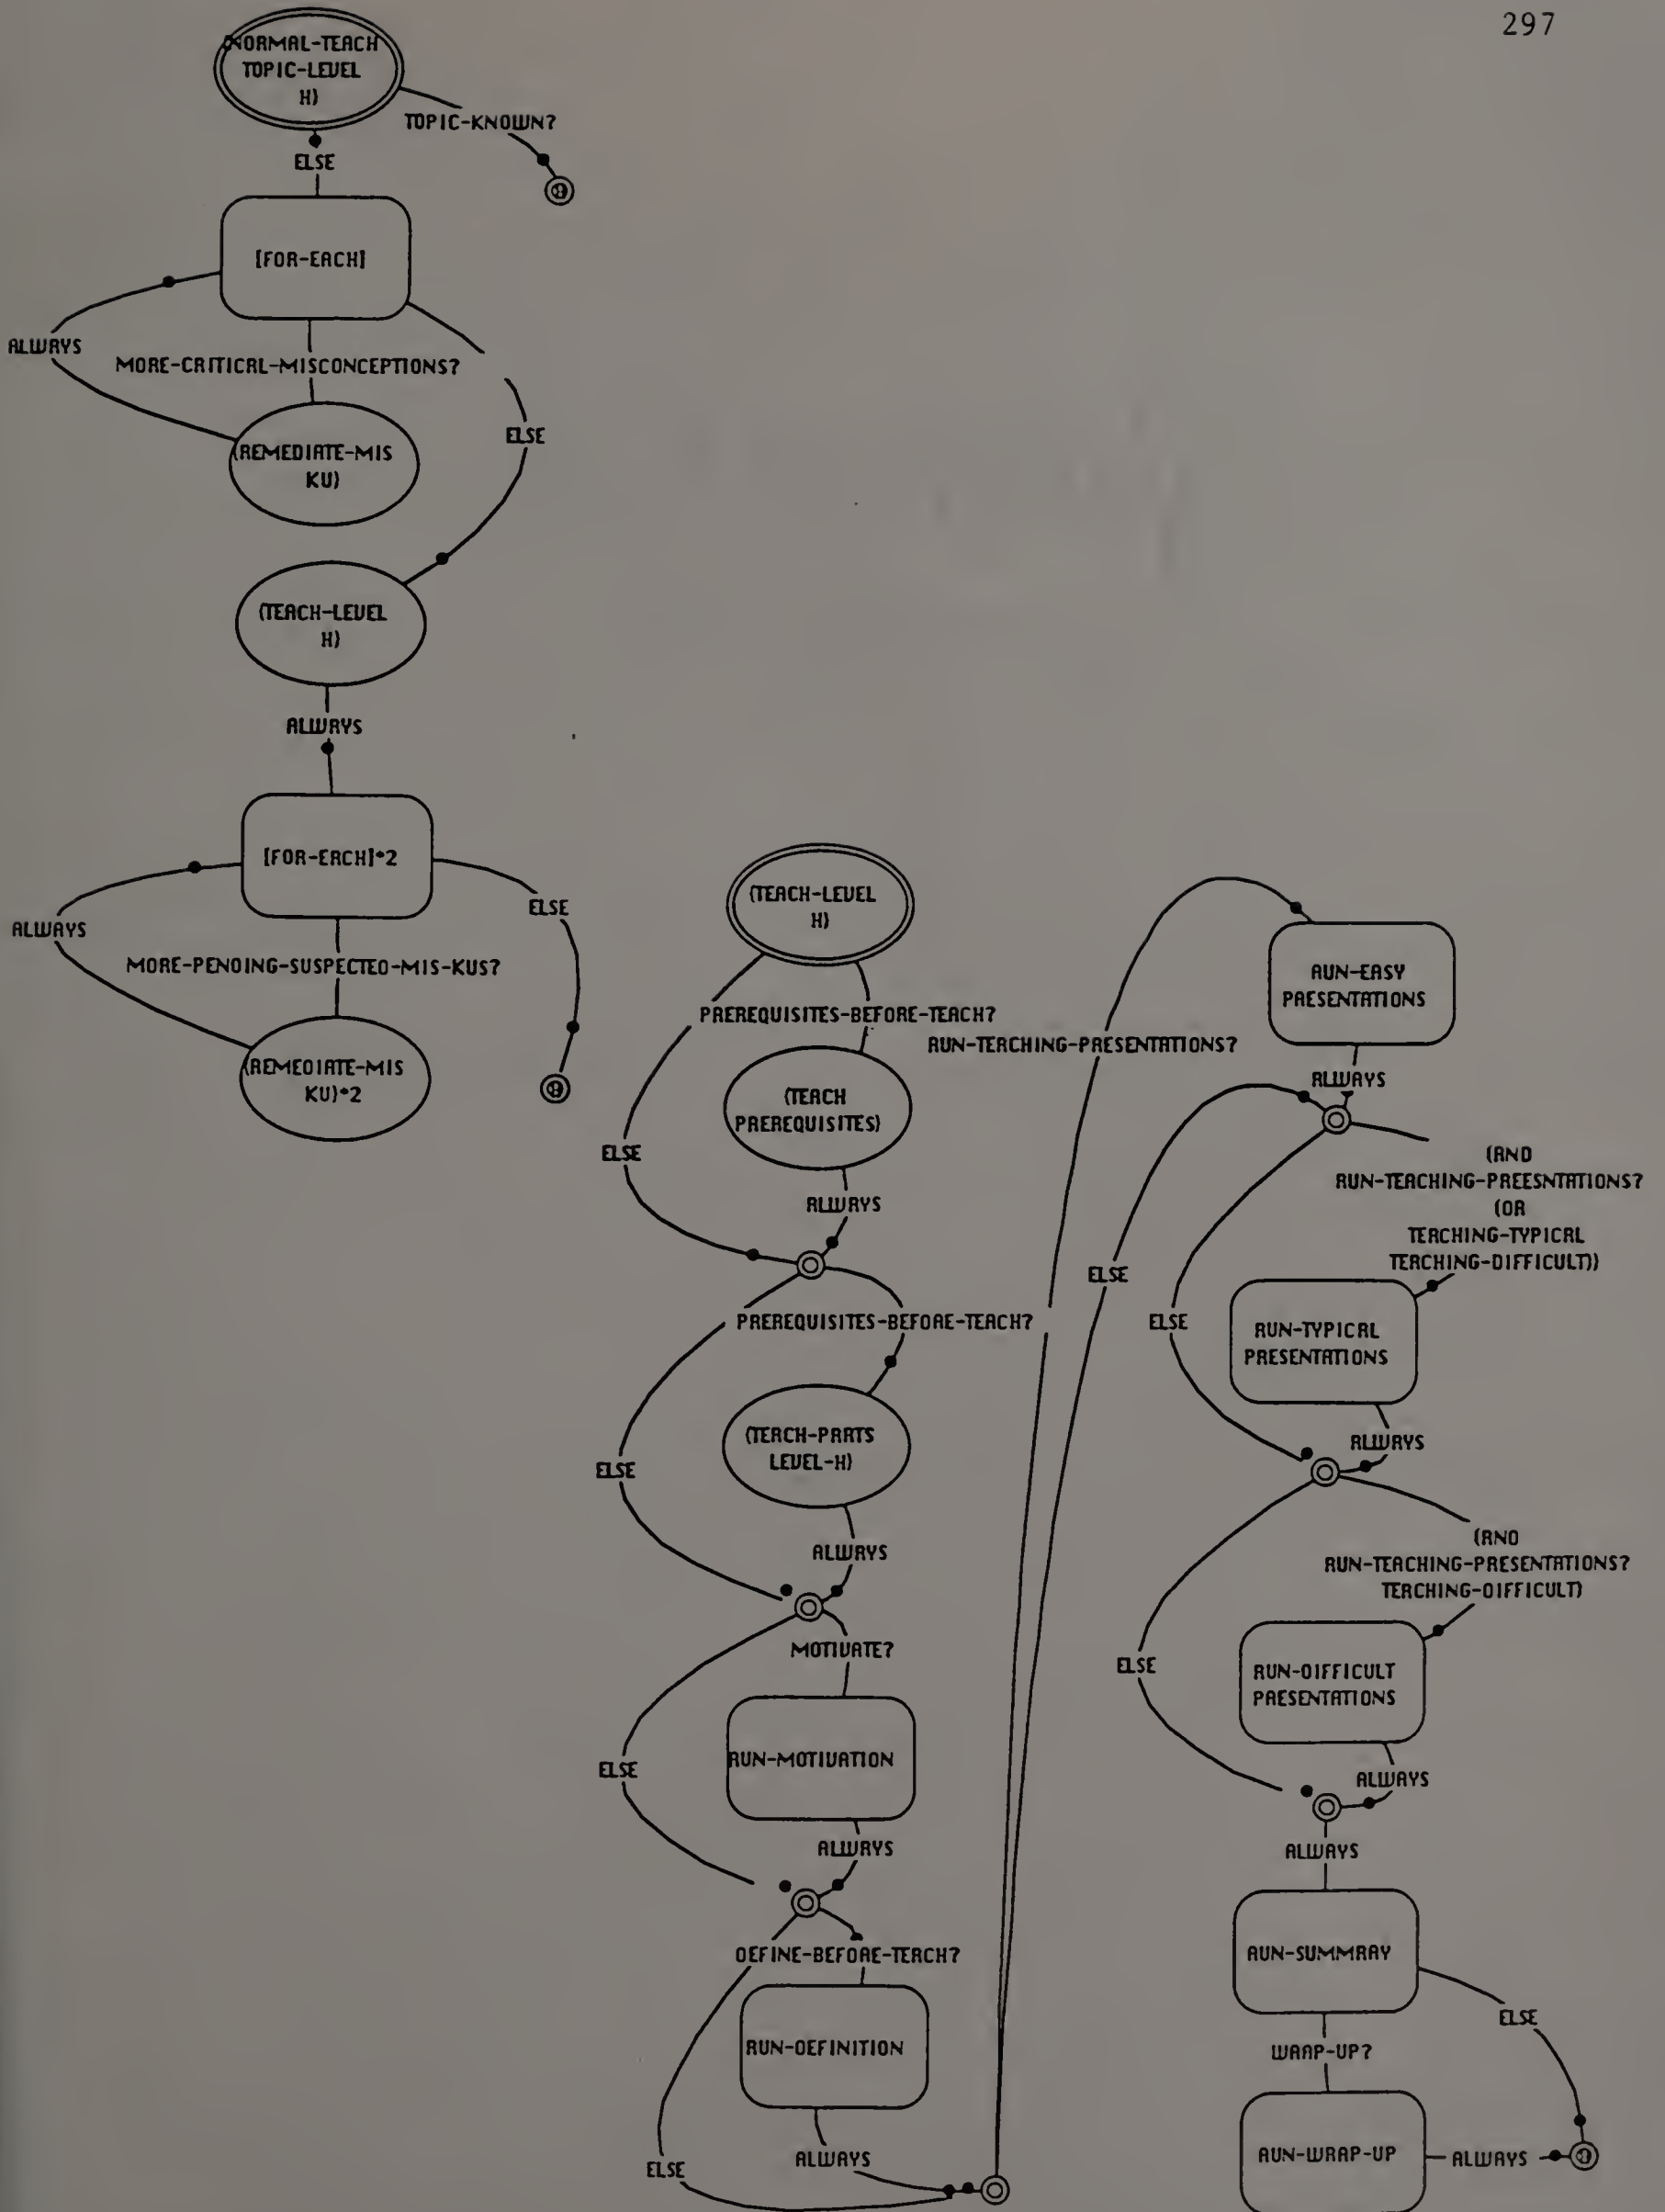 297
(NORMAL-TEACH
TOPIC-LEVEL
H)
TOPIC-KNOWN?
ELSE
[FOR-EACH]
ALWAYS
MORE-CRITICAL-MISCONCEPTIONS?
ELSE
(REMEDIATE-MIS
KU)
(TEACH-LEVEL
H)
ALWAYS
[FOR-EACH]*2
ALWAYS
ELSE
MORE-PENDING-SUSPECTED-MIS-KUS?
(REMEDIATE-MIS
KU)*2
(TEACH-LEVEL
H)
PREREQUISITES-BEFORE-TEACH?
(TEACH
PREREQUISITES)
ELSE
ALWAYS
PREREQUISITES-BEFORE-TEACH?
(TEACH-PARTS
LEVEL-H)
ELSE
ALWAYS
MOTIVATE?
RUN-MOTIVATION
ELSE
ALWAYS
DEFINE-BEFORE-TEACH?
RUN-DEFINITION
ALWAYS
ELSE
RUN-TEACHING-PRESENTATIONS?
ELSE
RUN-EASY
PRESENTATIONS
ALWAYS
(AND
RUN-TEACHING-PREESNTATIONS?
(OR
TEACHING-TYPICAL
TEACHING-DIFFICULT))
ELSE
RUN-TYPICAL
PRESENTATIONS
ALWAYS
(AND
RUN-TEACHING-PRESENTATIONS?
TEACHING-DIFFICULT)
ELSE
RUN-DIFFICULT
PRESENTATIONS
ALWAYS
ALWAYS
RUN-SUMMARY
ELSE
WRAP-UP?
RUN-WRAP-UP
ALWAYS